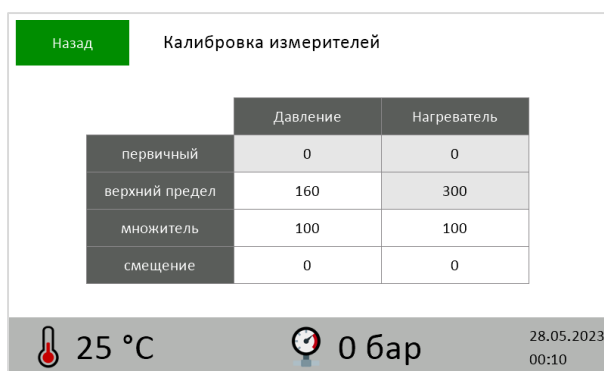 Назад
Калибровка измерителей
Давление Нагреватель
первичный 0 0
верхний предел 160 300
множитель 100 100
смещение 0 0
25 °C 0 бар 28.05.2023
00:10